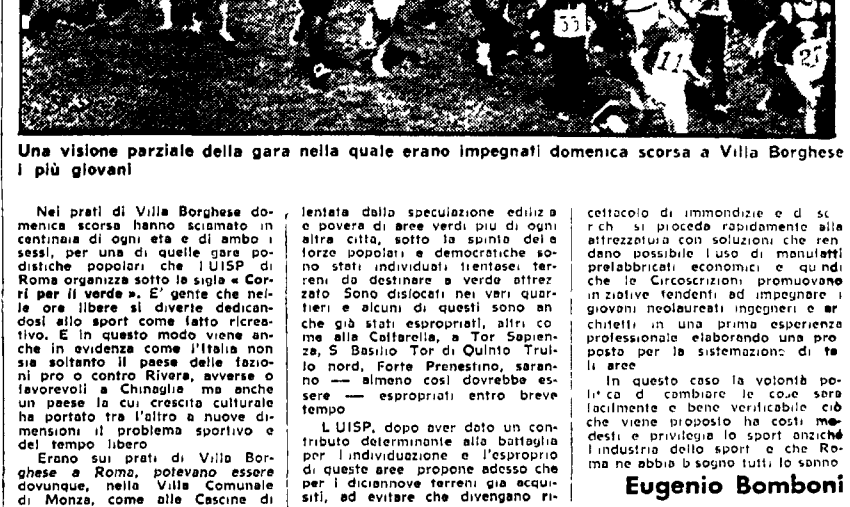 33
11
27
Una visione parziale della gara nella quale erano impegnati domenica scorsa a Villa Borghese
i più giovani
Nei prati di Villa Borghese do-
menica scorsa hanno sciamato in
centinaia di ogni eta e di ambo i
sessi, per una di quelle gare po-
distiche popolari che l UISP di
Roma organizza sotto la sigla « Cor-
ri per il verde ». E' gente che nel-
le ore libere si diverte dedican-
dosi allo sport come fatto ricrea-
tivo. E in questo modo viene an-
che in evidenza come l'Italia non
sia soltanto il paese delle fazio-
ni pro o contro Rivera, avverse o
favorevoli a Chinaglia ma anche
un paese la cui crescita culturale
ha portato tra l'altro a nuove di-
mensioni il problema sportivo e
del tempo libero
Erano sui prati di Villa Bor-
ghese a Roma, potevano essere
dovunque, nella Villa Comunale
di Monza, come alle Cascine di
lentata dalla speculazione edilizia
e povera di aree verdi piu di ogni
altra citta, sotto la spinta delle
forze popolari e democratiche so-
no stati individuati trentasei ter-
reni da destinare a verde attrez
zato Sono dislocati nei vari quar-
tieri e alcuni di questi sono an
che già stati espropriati, altri co
me alla Caffarella, a Tor Sapien-
za, S Basilio Tor di Quinto Trul-
lo nord, Forte Prenestino, saran-
no — almeno cosi dovrebbe es-
sere — espropriati entro breve
tempo
L UISP, dopo aver dato un con-
tributo determinante alla battaglia
per l individuazione e l'esproprio
di queste aree propone adesso che
per i diciannove terreni gia acqui-
siti, ad evitare che divengano ri-
cettacolo di immondizie e d
si proceda rapidamente alla
attrezzatura con soluzioni che ren
dano possibile l uso di manufatti
prefabbricati economici e quindi
che le Circoscrizioni promuovano
iniziative tendenti ad impegnare i
giovani neolaureati ingegneri e ar
chitetti in una prima esperienza
professionale elaborando una pro
posta per la sistemazione di ta
li aree
In questo caso la volontà po-
litica d cambiare le cose sara
facilmente e bene verificabile ciò
che viene proposto ha costi mo-
desti e privilegia lo sport anziché
l industria dello sport e che Ro-
ma ne abbia bisogno tutti lo sanno
Eugenio Bomboni